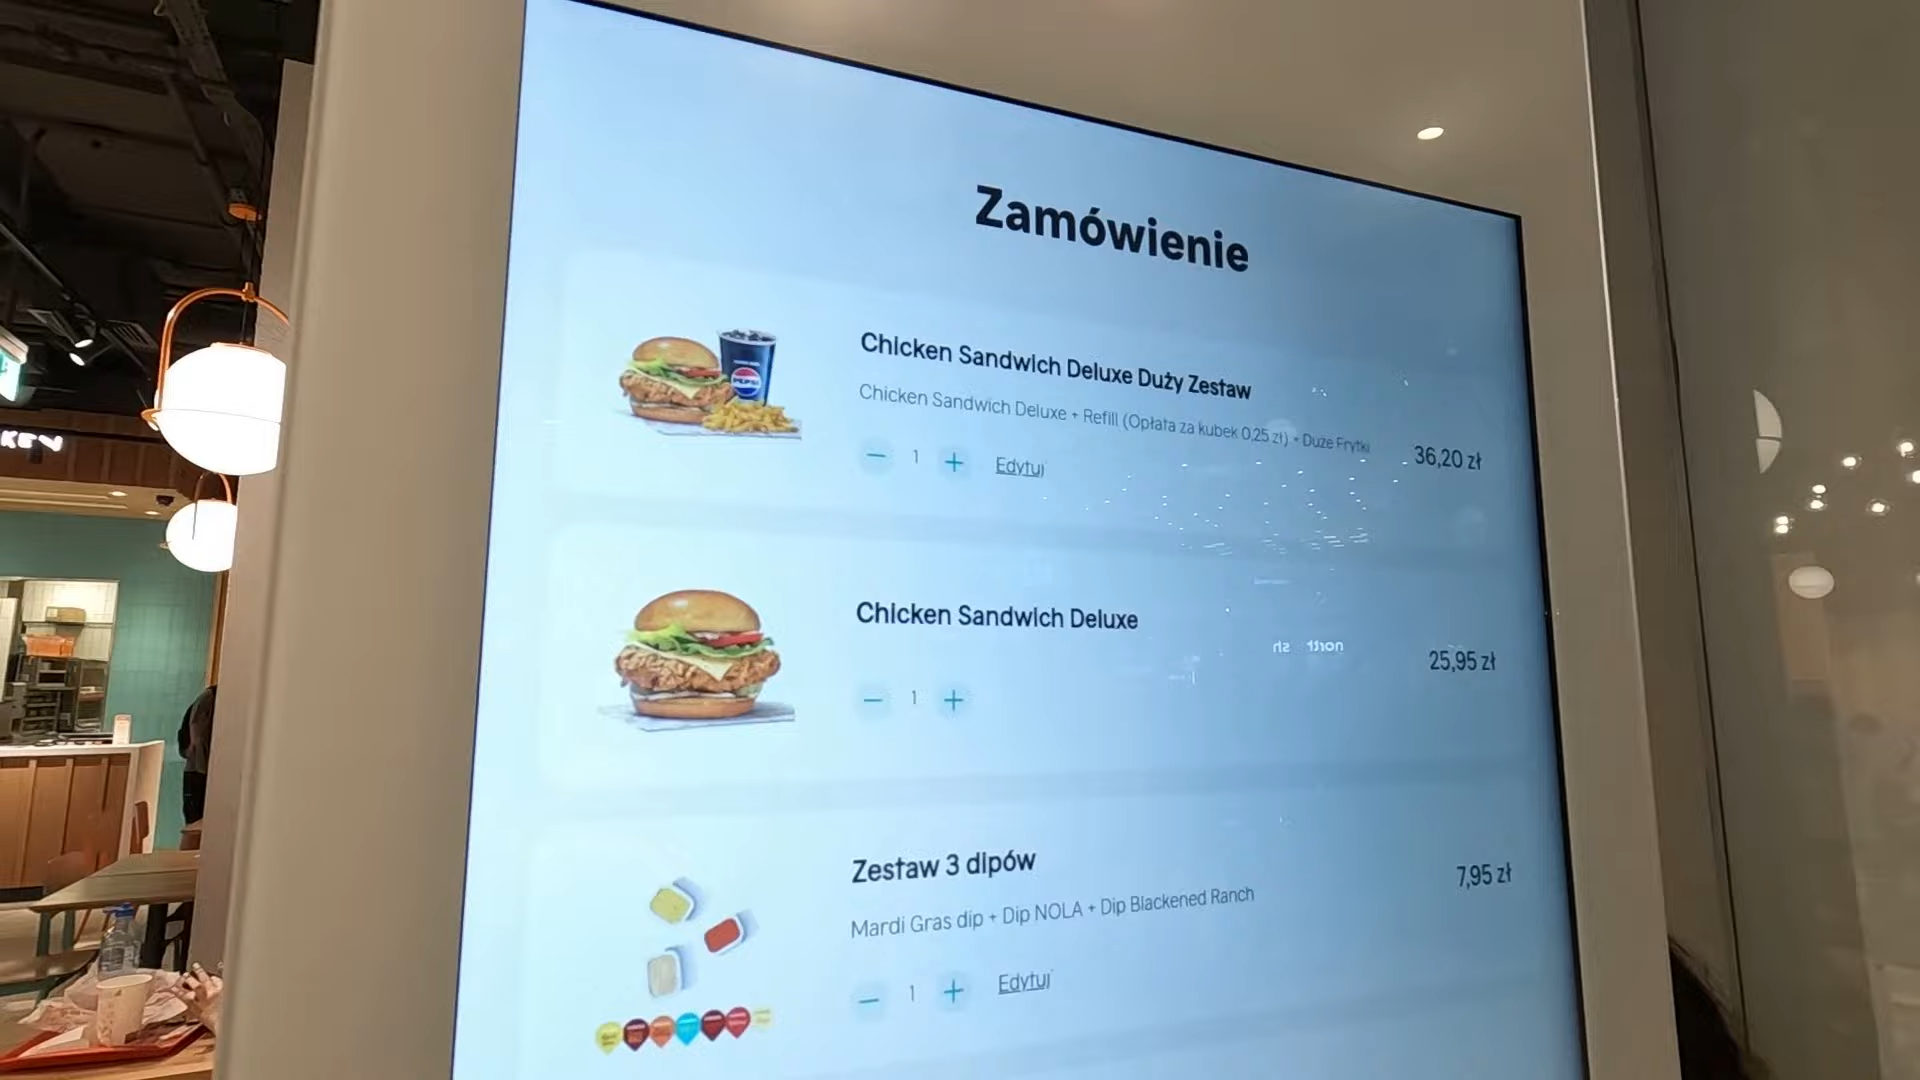 Zamówienie
Chicken Sandwich Deluxe Duży Zestaw
Chicken Sandwich Deluxe + Refill (Opłata za kubek 0,25 zł) + Duże Frytki
36,20 zł
1
Edytuj
PEPSI
Chicken Sandwich Deluxe
25,95 zł
1
Zestaw 3 dipów
7,95 zł
Mardi Gras dip + Dip NOLA + Dip Blackened Ranch
1
Edytuj